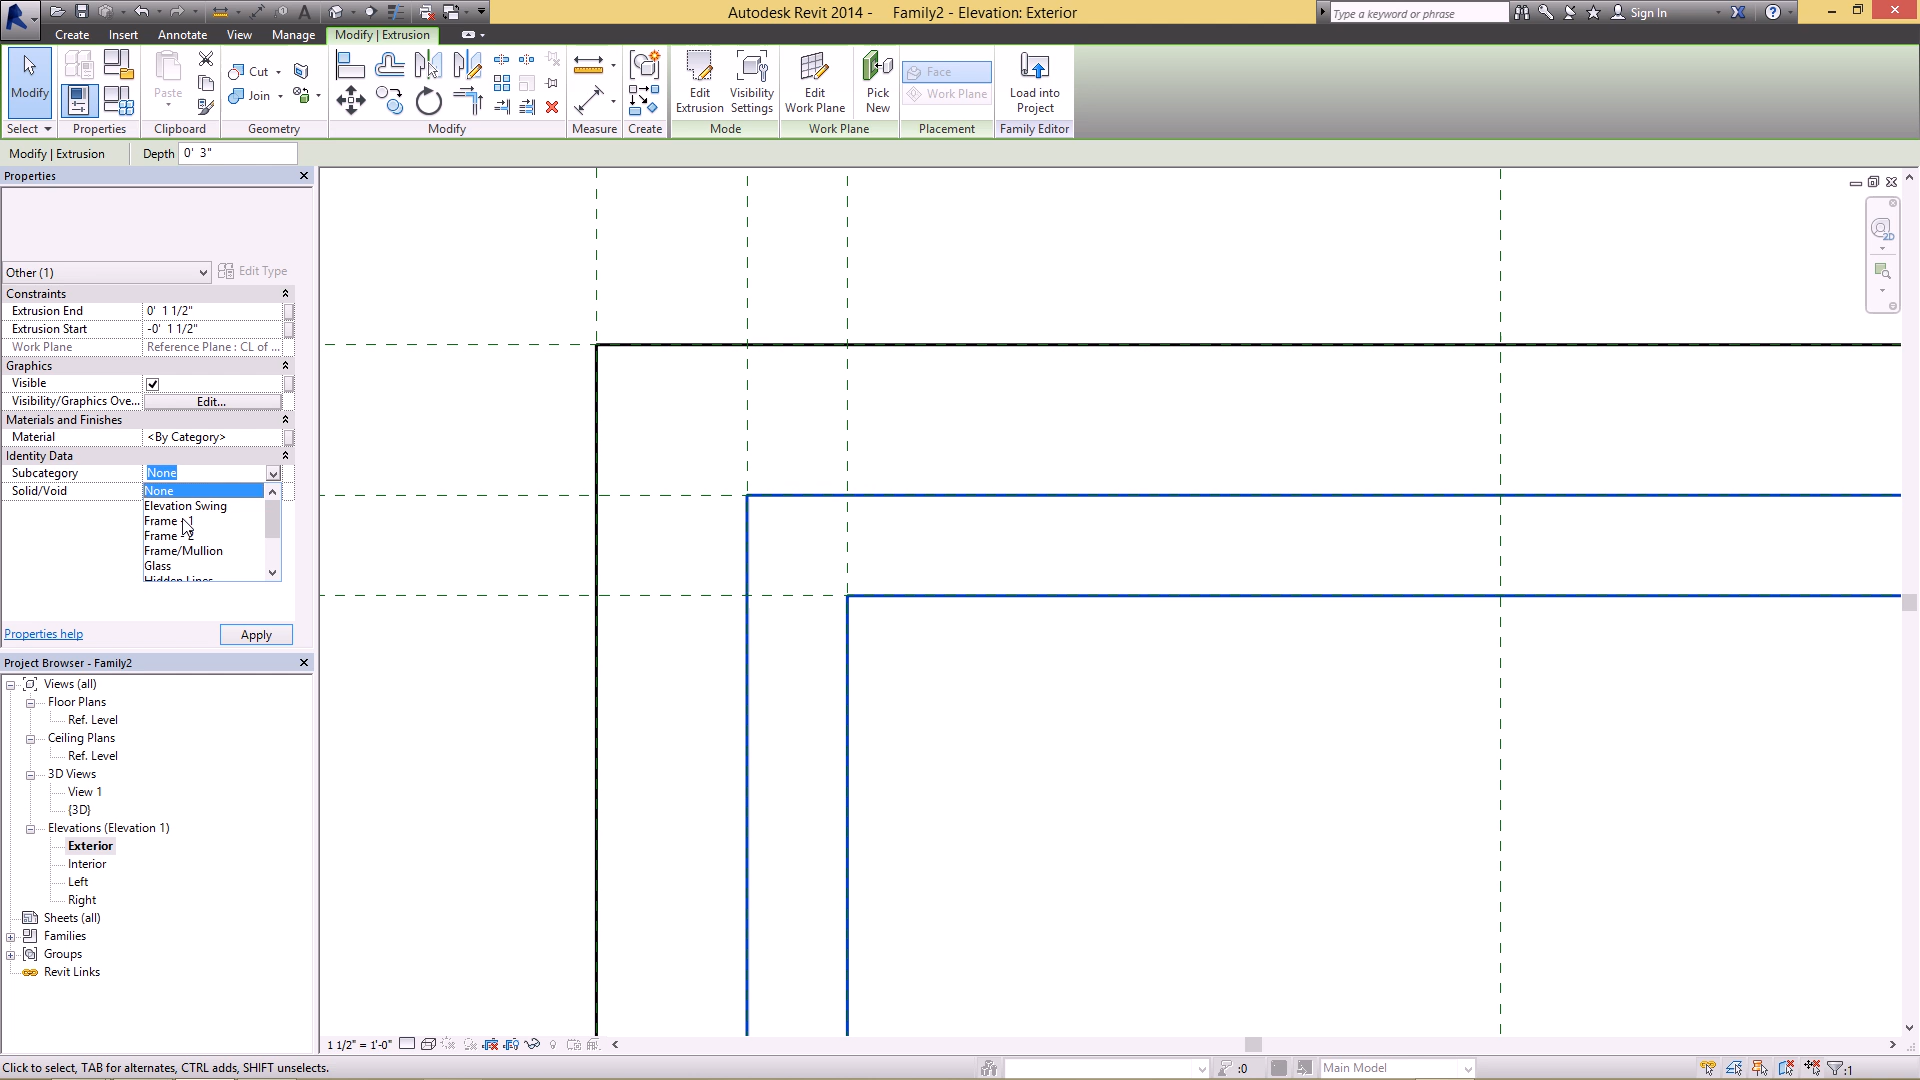 Autodesk Revit 2014 - Family2 - Elevation: Exterior
Type a keyword or phrase
Sign In
Create Insert Annotate View Manage Modify | Extrusion
Modify
Paste
Cut
Join
Edit Extrusion
Visibility Settings
Edit Work Plane
Pick New
Face
Work Plane
Load into Project
Select Properties Clipboard Geometry Modify Measure Create Mode Work Plane Placement Family Editor
Modify | Extrusion Depth 0' 3"
Properties
Other (1) Edit Type
Constraints
Extrusion End 0' 1 1/2"
Extrusion Start -0' 1 1/2"
Work Plane Reference Plane : CL of ...
Graphics
Visible
Visibility/Graphics Ove... Edit...
Materials and Finishes
Material <By Category>
Identity Data
Subcategory None
Solid/Void None
Elevation Swing
Frame - 1
Frame - 2
Frame/Mullion
Glass
Hidden Lines
Properties help Apply
Project Browser - Family2
Views (all)
Floor Plans
Ref. Level
Ceiling Plans
Ref. Level
3D Views
View 1
{3D}
Elevations (Elevation 1)
Exterior
Interior
Left
Right
Sheets (all)
Families
Groups
Revit Links
2D
1 1/2" = 1'-0"
Click to select, TAB for alternates, CTRL adds, SHIFT unselects.
:0
Main Model
:1